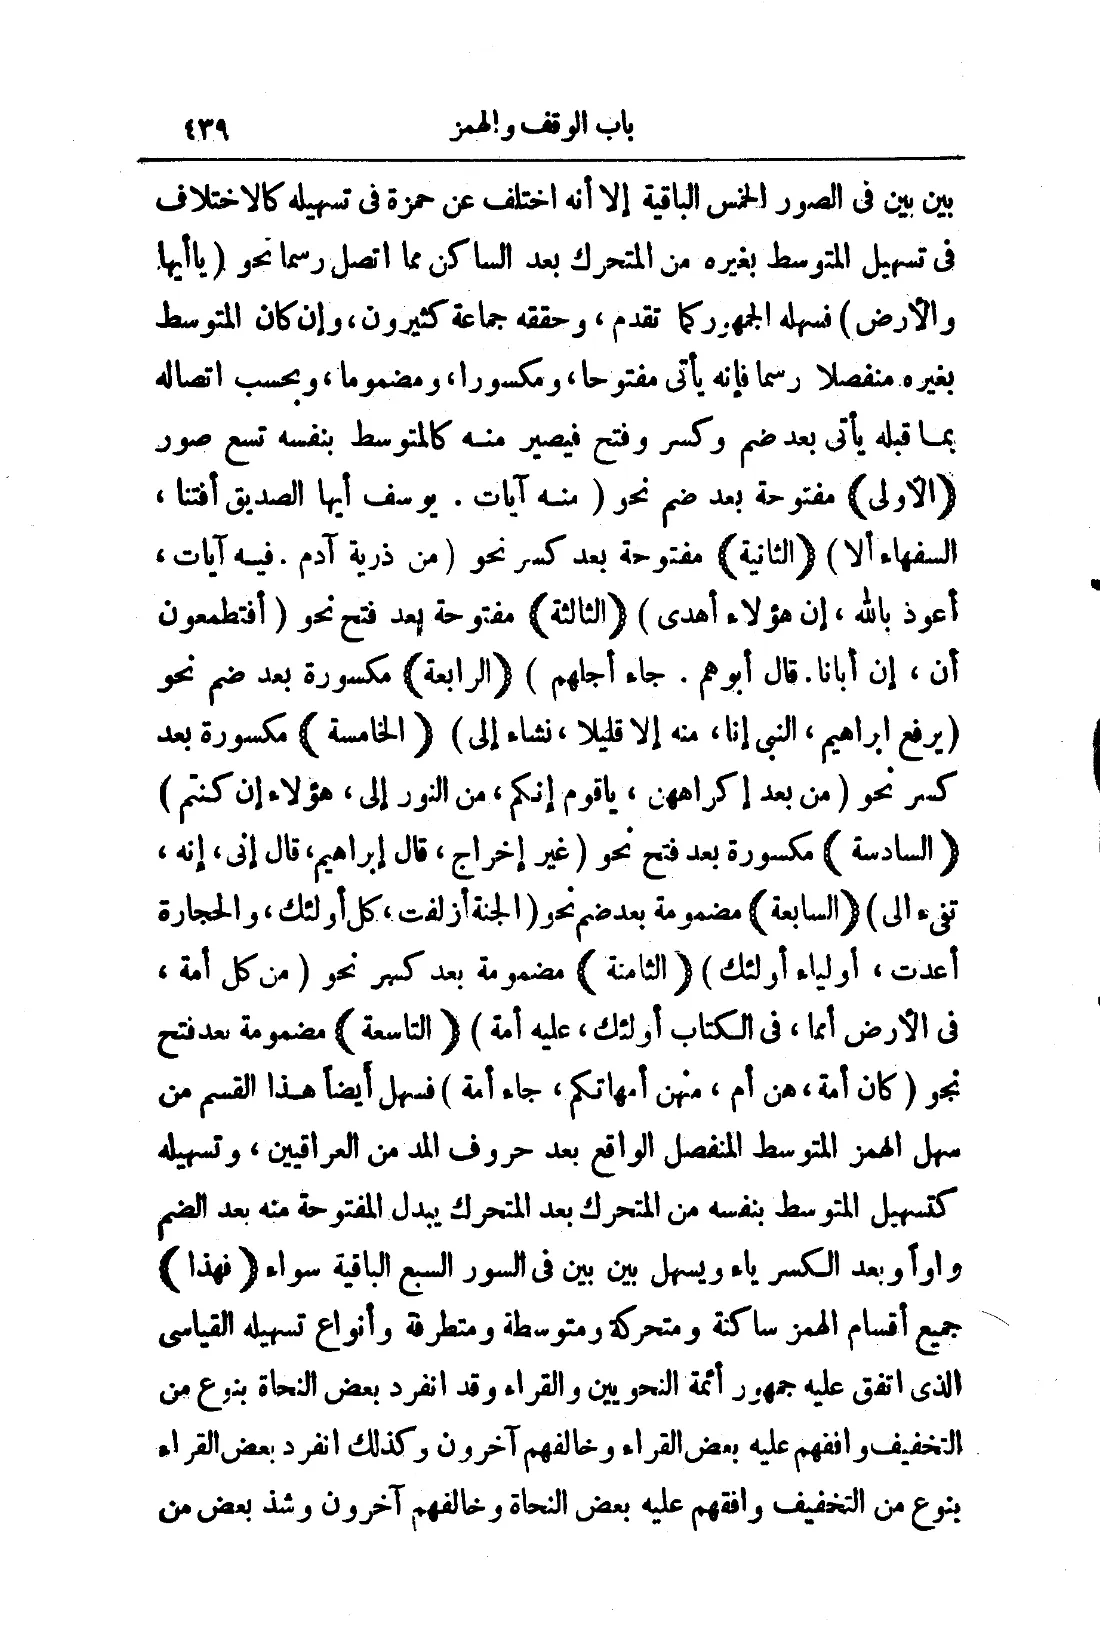 باب الوقف والهمز ٤٣٩
بين بين فى الصور الخمس الباقية إلا أنه اختلف عن حمزة فى تسهيله كالاختلاف
فى تسهيل المتوسط بغيره من المتحرك بعد الساكن مما اتصل رسما نحو (ياأيها.
والأرض) فسهله الجمهور كما تقدم ، وحققه جماعة كثيرون، وإن كان المتوسط
بغيره منفصلا رسما فإنه يأتى مفتوحا، ومكسورا، ومضموما، وبحسب اتصاله
بما قبله يأتى بعد ضم وكسر وفتح فيصير منه كالمتوسط بنفسه تسع صور
(الأولى) مفتوحة بعد ضم نحو ( منه آيات . يوسف أيها الصديق أفتنا ،
السفهاء ألا ) (الثانية) مفتوحة بعد كسر نحو (من ذرية آدم . فيه آيات ،
أعوذ بالله ، إن هؤلاء أهدى ) (الثالثة) مفتوحة بعد فتح نحو ( أفتطمعون
أن ، إن أبانا . قال أبوهم . جاء أجلهم ) (الرابعة) مكسورة بعد ضم نحو
(يرفع ابراهيم ، النبى إنا، منه إلا قليلا ، نشاء إلى) ( الخامسة ) مكسورة بعد
كسر نحو (من بعد إكراههن ، ياقوم إنكم ، من النور إلى ، هؤلاء إن كنتم )
( السادسة ) مكسورة بعد فتح نحو (غير إخراج ، قال إبراهيم، قال إنى، إنه ،
تفىء الى) (السابعة) مضمومة بعد ضم نحو (الجنة أزلفت ، كل أولئك ، والحجارة
أعدت ، أولياء أولئك ) ( الثامنة ) مضمومة بعد كسر نحو (من كل أمة ،
فى الأرض أمما ، فى الكتاب أولئك ، عليه أمة ) ( التاسعة ) مضمومة بعد فتح
نحو ( كان أمة ، هن أم ، منهن أمهاتكم ، جاء أمة ) فسهل أيضاً هذا القسم من
سهل الهمز المتوسط المنفصل الواقع بعد حروف المد من العراقيين ، وتسهيله
كتسهيل المتوسط بنفسه من المتحرك بعد المتحرك يبدل المفتوحة منه بعد الضم
واواً وبعد الكسر ياء ويسهل بين بين فى السور السبع الباقية سواء ( فهذا )
جميع أقسام الهمز ساكنة ومتحركة ومتوسطة ومتطرفة وأنواع تسهيله القياسى
الذى اتفق عليه جمهور أئمة النحويين والقراء وقد انفرد بعض النحاة بنوع من
التخفيف وافقهم عليه بعض القراء وخالفهم آخرون وكذلك انفرد بعض القراء
بنوع من التخفيف وافقهم عليه بعض النحاة وخالفهم آخرون وشذ بعض من